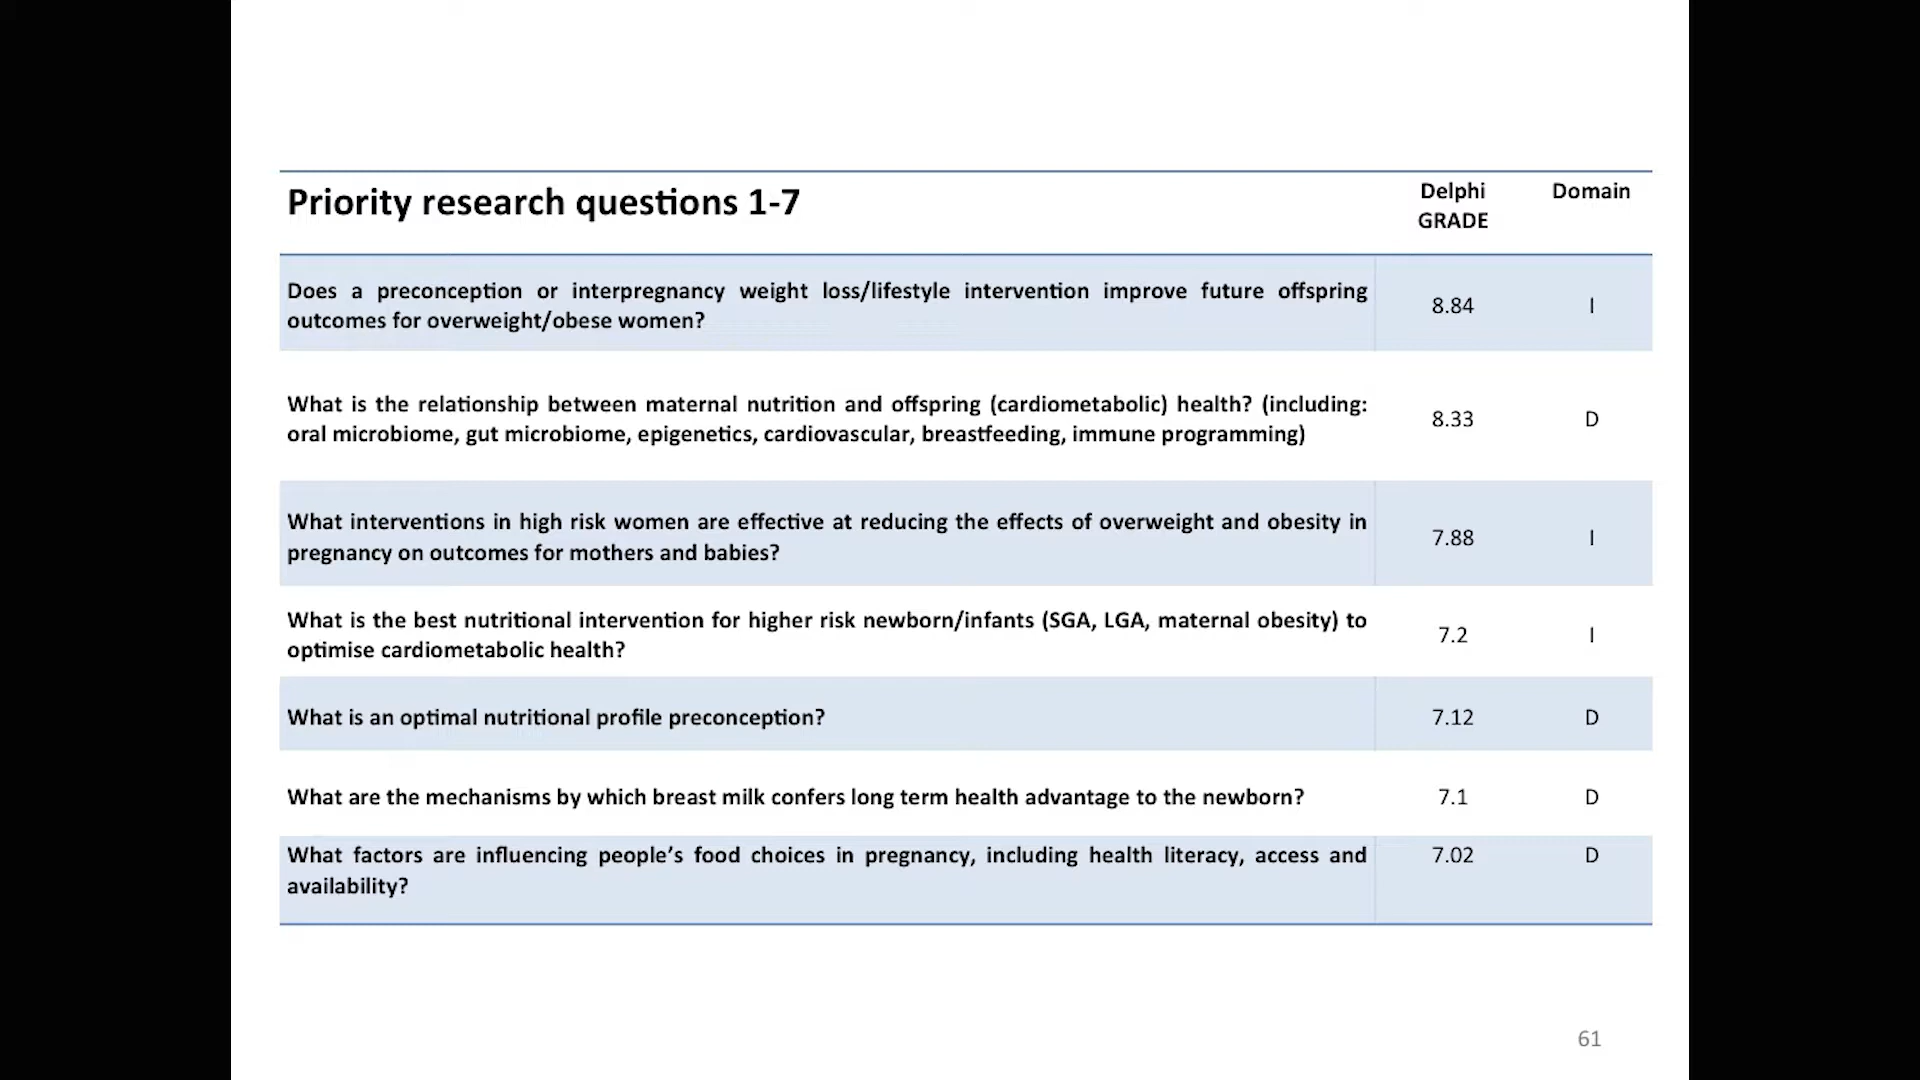 Priority research questions 1-7
Delphi
GRADE
Domain
Does a preconception or interpregnancy weight loss/lifestyle intervention improve future offspring
outcomes for overweight/obese women?
8.84
I
What is the relationship between maternal nutrition and offspring (cardiometabolic) health? (including:
oral microbiome, gut microbiome, epigenetics, cardiovascular, breastfeeding, immune programming)
8.33
D
What interventions in high risk women are effective at reducing the effects of overweight and obesity in
pregnancy on outcomes for mothers and babies?
7.88
I
What is the best nutritional intervention for higher risk newborn/infants (SGA, LGA, maternal obesity) to
optimise cardiometabolic health?
7.2
I
What is an optimal nutritional profile preconception?
7.12
D
What are the mechanisms by which breast milk confers long term health advantage to the newborn?
7.1
D
What factors are influencing people’s food choices in pregnancy, including health literacy, access and
availability?
7.02
D
61